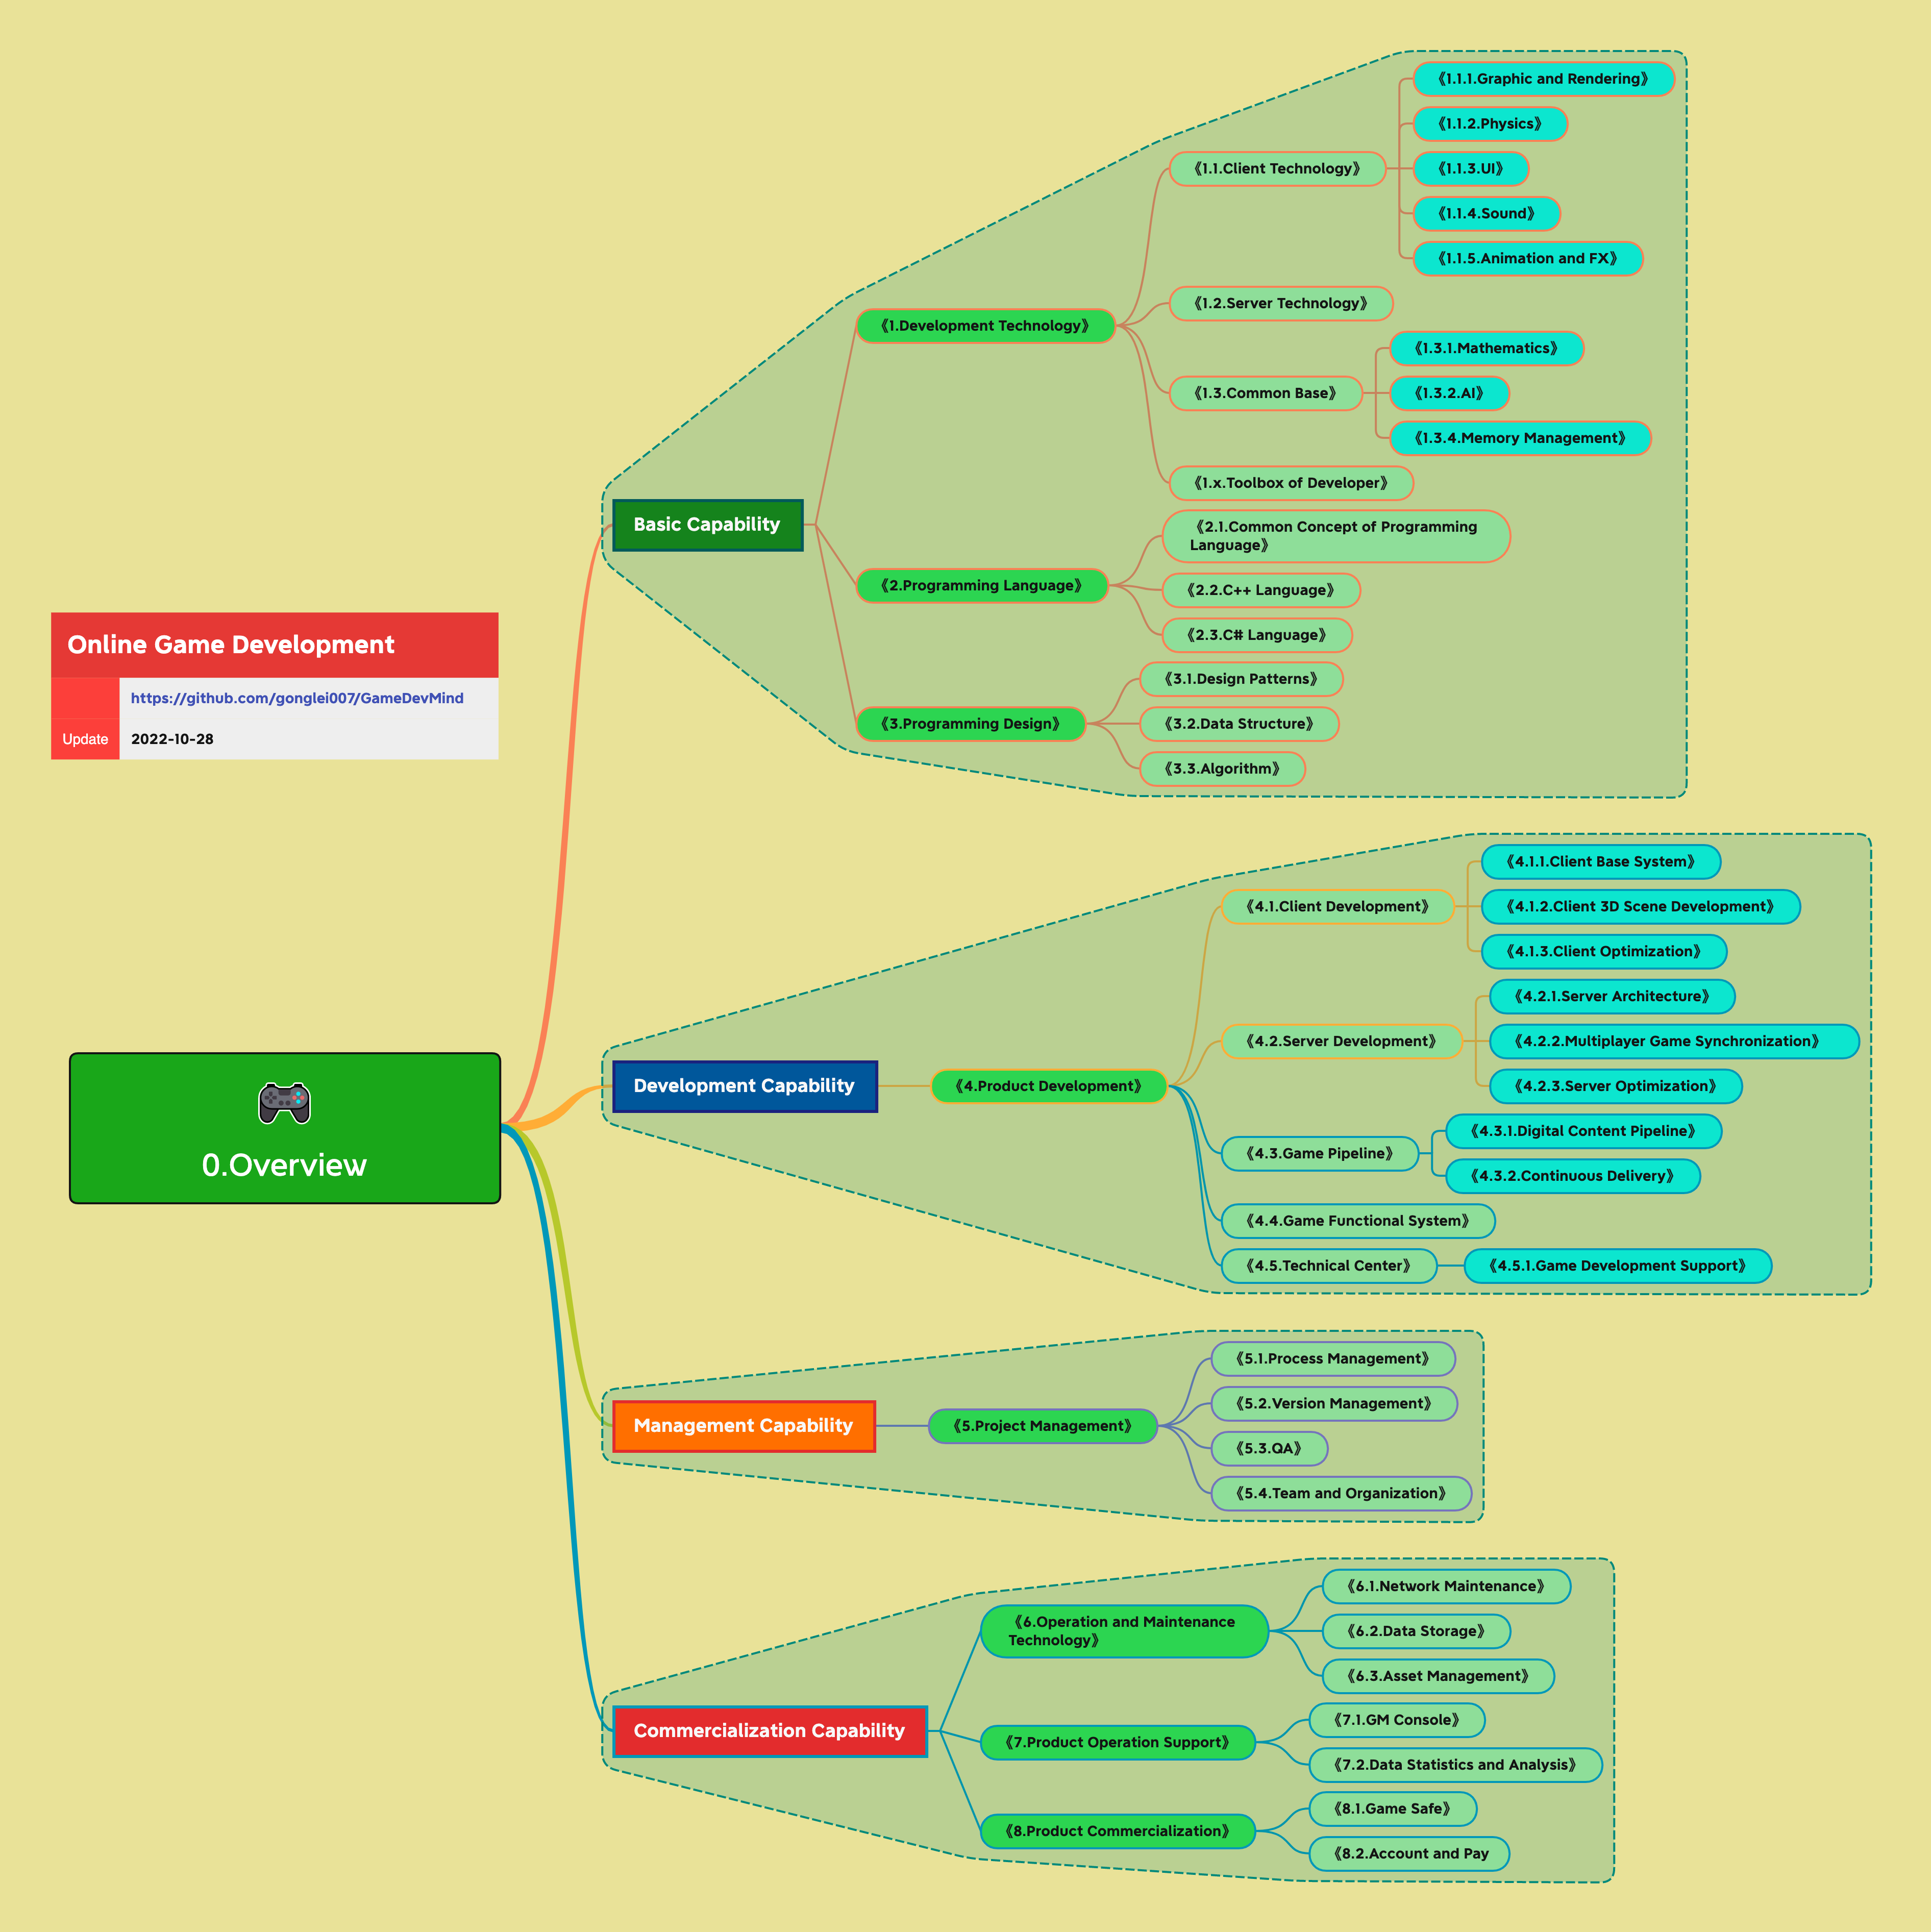 Online Game Development
https://github.com/gonglei007/GameDevMind
Update 2022-10-28
0.Overview
Basic Capability
《1.Development Technology》
《1.1.Client Technology》
《1.1.1.Graphic and Rendering》
《1.1.2.Physics》
《1.1.3.UI》
《1.1.4.Sound》
《1.1.5.Animation and FX》
《1.2.Server Technology》
《1.3.Common Base》
《1.3.1.Mathematics》
《1.3.2.AI》
《1.3.4.Memory Management》
《1.x.Toolbox of Developer》
《2.Programming Language》
《2.1.Common Concept of Programming
Language》
《2.2.C++ Language》
《2.3.C# Language》
《3.Programming Design》
《3.1.Design Patterns》
《3.2.Data Structure》
《3.3.Algorithm》
Development Capability
《4.Product Development》
《4.1.Client Development》
《4.1.1.Client Base System》
《4.1.2.Client 3D Scene Development》
《4.1.3.Client Optimization》
《4.2.Server Development》
《4.2.1.Server Architecture》
《4.2.2.Multiplayer Game Synchronization》
《4.2.3.Server Optimization》
《4.3.Game Pipeline》
《4.3.1.Digital Content Pipeline》
《4.3.2.Continuous Delivery》
《4.4.Game Functional System》
《4.5.Technical Center》
《4.5.1.Game Development Support》
Management Capability
《5.Project Management》
《5.1.Process Management》
《5.2.Version Management》
《5.3.QA》
《5.4.Team and Organization》
Commercialization Capability
《6.Operation and Maintenance
Technology》
《6.1.Network Maintenance》
《6.2.Data Storage》
《6.3.Asset Management》
《7.Product Operation Support》
《7.1.GM Console》
《7.2.Data Statistics and Analysis》
《8.Product Commercialization》
《8.1.Game Safe》
《8.2.Account and Pay